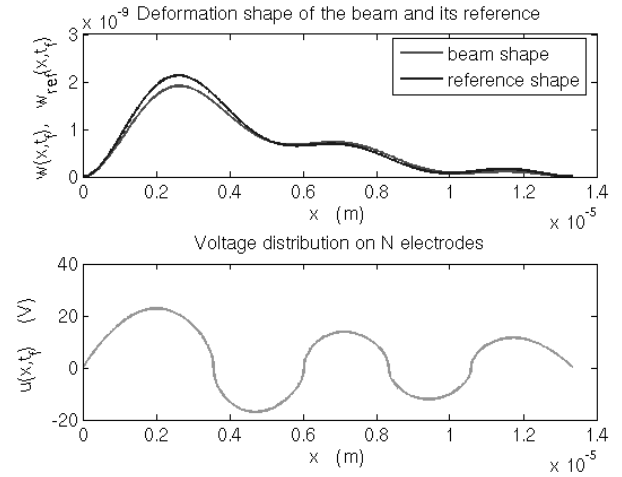 Deformation shape of the beam and its reference
x 10^-9
3
2
1
0
w(x,t_f), w_ref(x,t_f)
beam shape
reference shape
0 0.2 0.4 0.6 0.8 1 1.2 1.4
x (m)
x 10^-5
Voltage distribution on N electrodes
40
20
0
-20
u(x,t_f) (V)
0 0.2 0.4 0.6 0.8 1 1.2 1.4
x (m)
x 10^-5